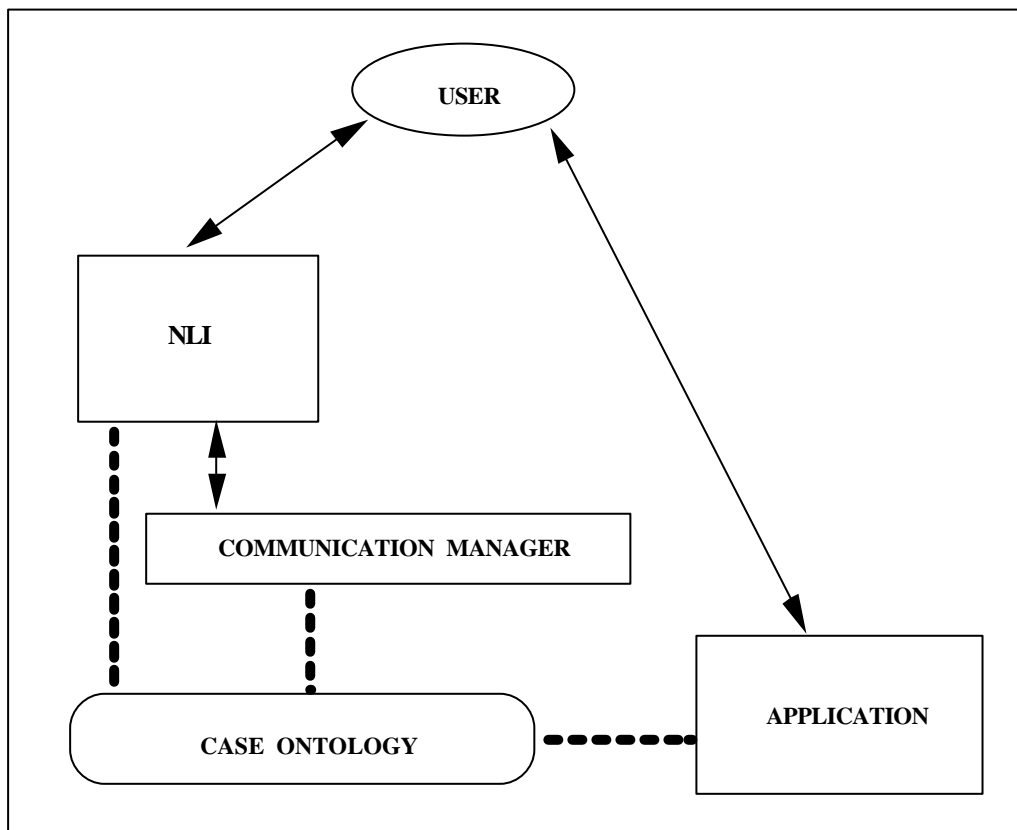 USER
NLI
COMMUNICATION MANAGER
APPLICATION
CASE ONTOLOGY